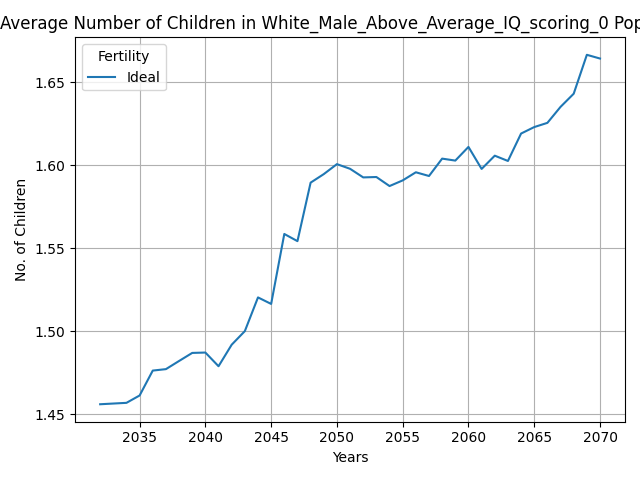 Average Number of Children in White_Male_Above_Average_IQ_scoring_0 Pop
Fertility
Ideal
1.65
1.60
1.55
1.50
1.45
No. of Children
2035 2040 2045 2050 2055 2060 2065 2070
Years